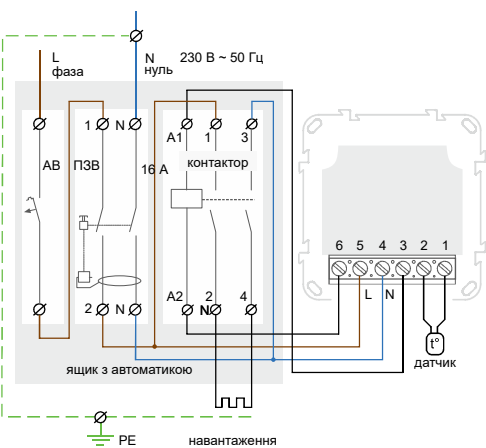 L
фаза
N
нуль
230 В ~ 50 Гц
1
N
A1
1
3
АВ
ПЗВ
16 А
контактор
6 5 4 3 2 1
L N
2
N
A2
2
N
4
t°
датчик
ящик з автоматикою
PE
навантаження